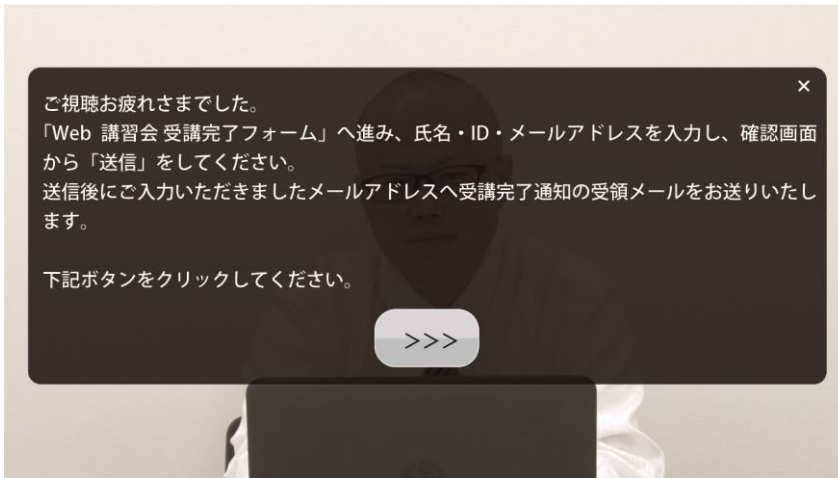 ×
ご視聴お疲れさまでした。
「Web 講習会 受講完了フォーム」へ進み、氏名・ID・メールアドレスを入力し、確認画面
から「送信」をしてください。
送信後にご入力いただきましたメールアドレスへ受講完了通知の受領メールをお送りいたし
ます。
下記ボタンをクリックしてください。
>>>